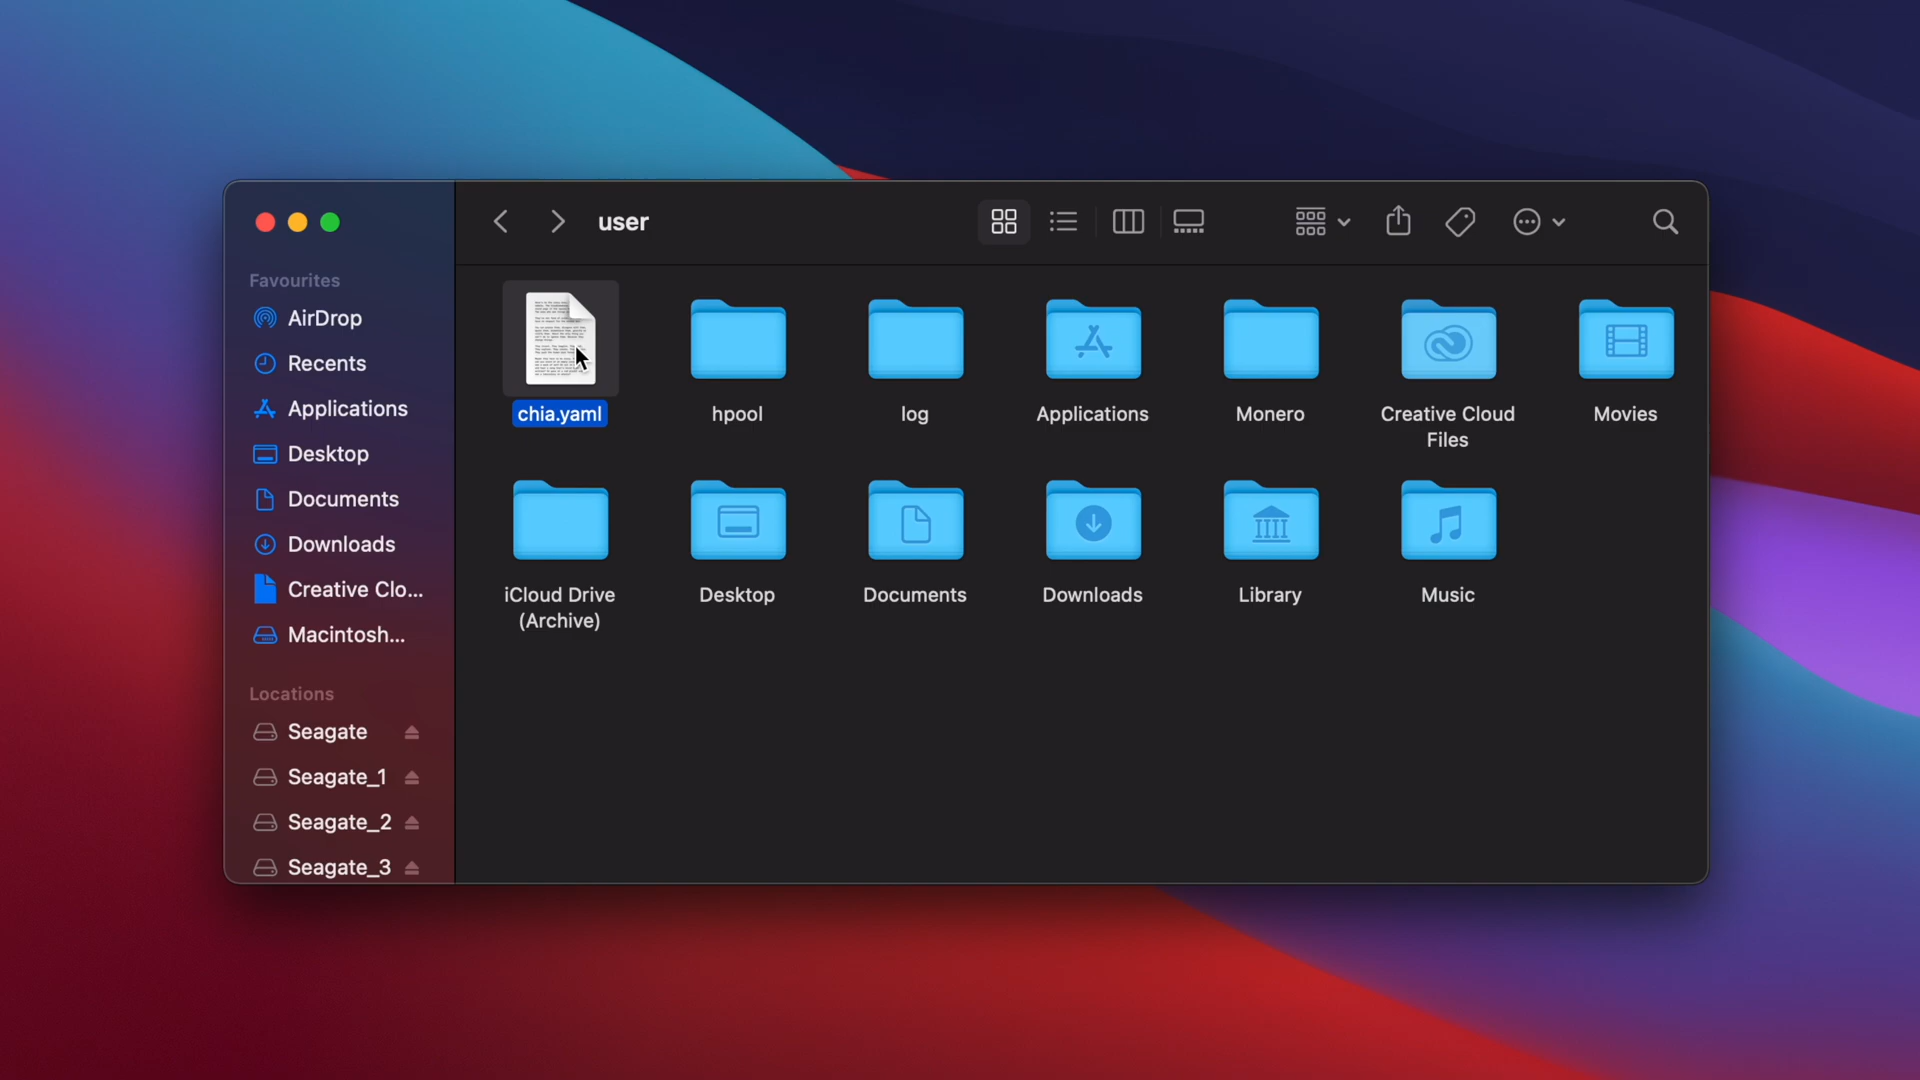 user
Favourites
AirDrop
Recents
Applications
Desktop
Documents
Downloads
Creative Clo...
Macintosh...
Locations
Seagate
Seagate_1
Seagate_2
Seagate_3
chia.yaml
hpool
log
Applications
Monero
Creative Cloud
Files
Movies
iCloud Drive
(Archive)
Desktop
Documents
Downloads
Library
Music